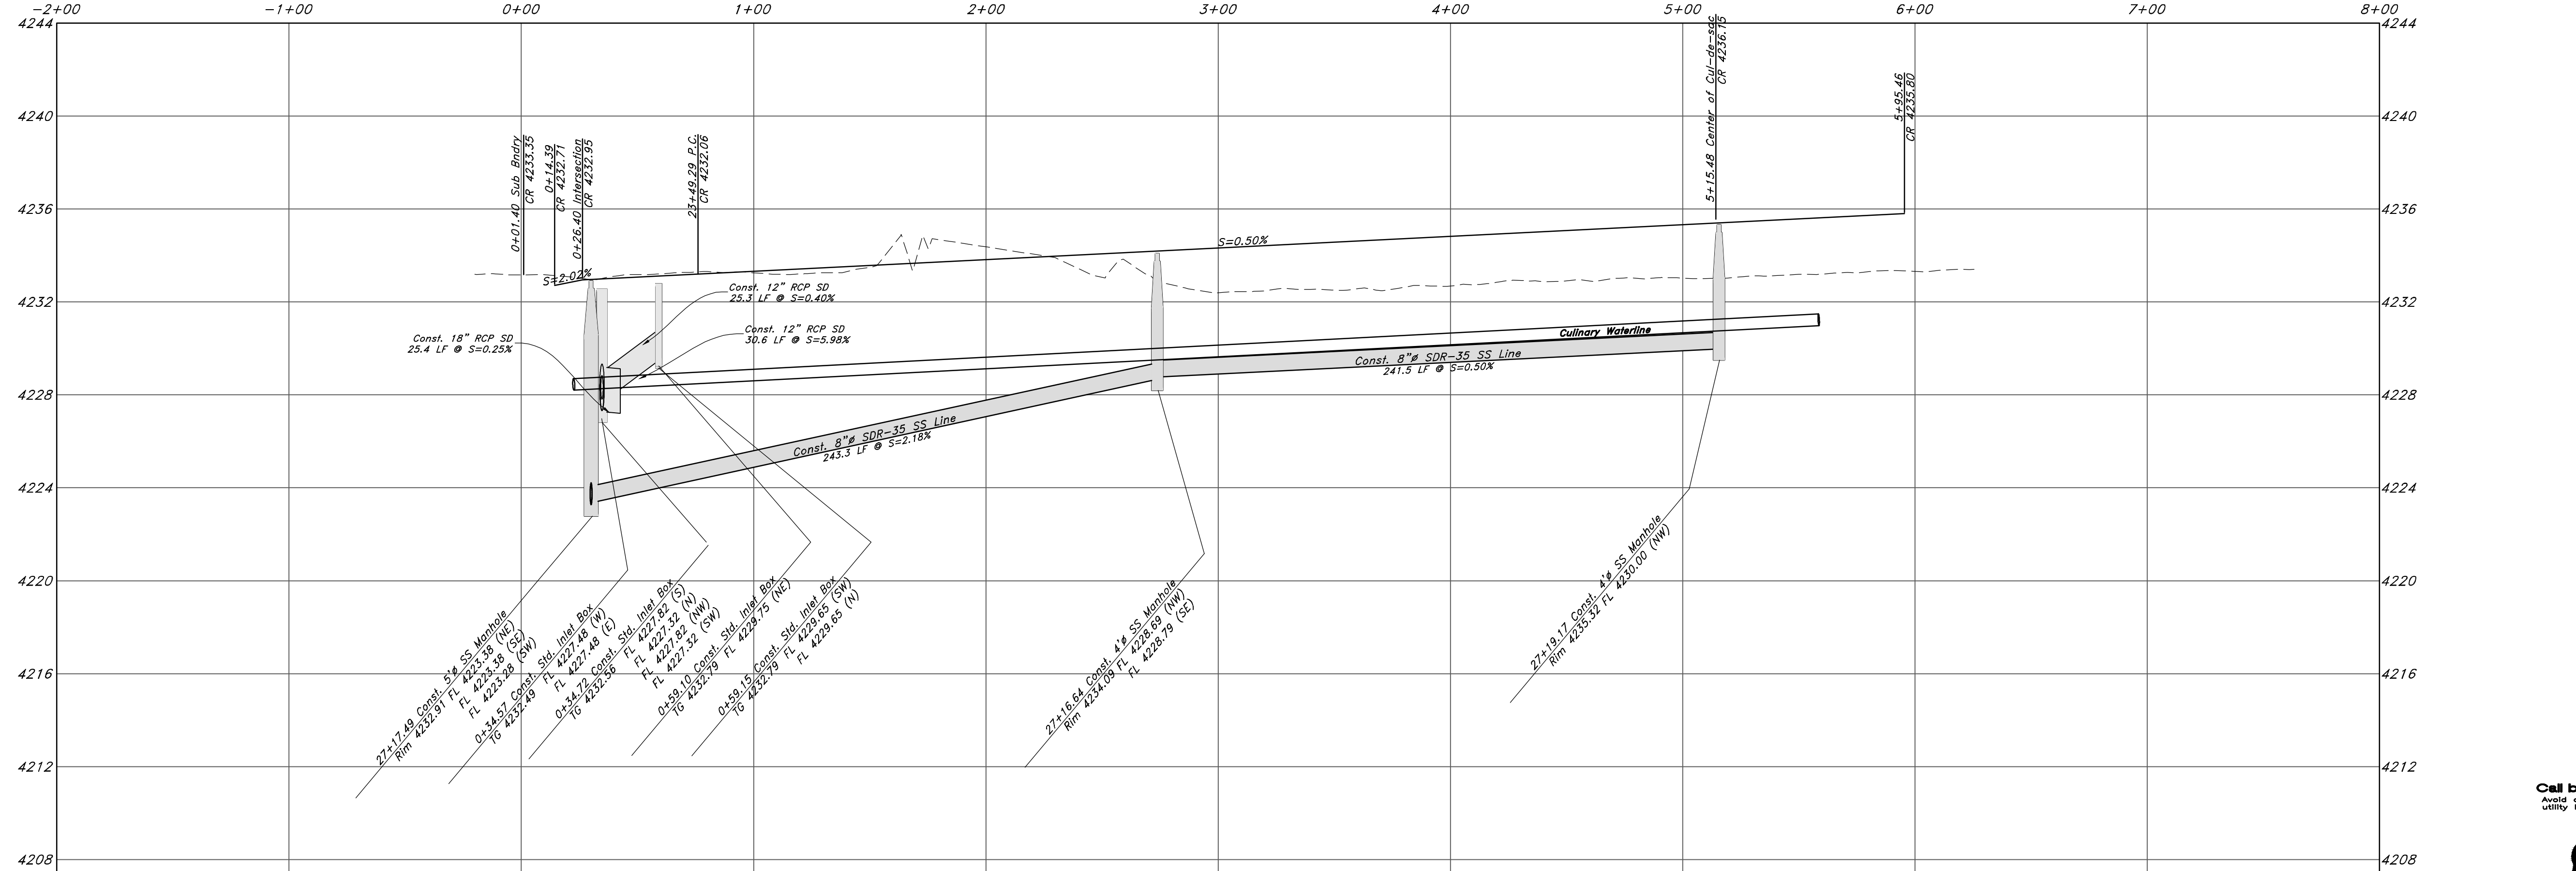 -2+00
-1+00
0+00
1+00
2+00
3+00
4+00
5+00
6+00
7+00
8+00
4244
4240
4236
4232
4228
4224
4220
4216
4212
4208
4244
4240
4236
4232
4228
4224
4220
4216
4212
4208
0+01.40 Sub Bndry
CR 4233.35
0+14.39
CR 4232.71
0+26.40 Intersection
CR 4232.95
23+49.29 P.C.
CR 4232.06
5+15.48 Center of Cul-de-sac
CR 4236.15
5+95.46
CR 4235.80
S=2.02%
S=0.50%
Const. 12" RCP SD
25.3 LF @ S=0.40%
Const. 12" RCP SD
30.6 LF @ S=5.98%
Const. 18" RCP SD
25.4 LF @ S=0.25%
Culinary Waterline
Const. 8"ø SDR-35 SS Line
241.5 LF @ S=0.50%
Const. 8"ø SDR-35 SS Line
243.3 LF @ S=2.18%
27+17.49 Const. 5'ø SS Manhole
Rim 4232.91 FL 4223.38 (NE)
FL 4223.38 (SE)
FL 4223.28 (SW)
0+34.57 Const. Std. Inlet Box
TG 4232.49 FL 4227.48 (W)
FL 4227.48 (E)
0+34.72 Const. Std. Inlet Box
TG 4232.56 FL 4227.82 (S)
FL 4227.32 (N)
FL 4227.82 (NW)
FL 4227.32 (SW)
0+59.10 Const. Std. Inlet Box
TG 4232.79 FL 4229.75 (NE)
0+59.15 Const. Std. Inlet Box
TG 4232.79 FL 4229.65 (SW)
FL 4229.65 (N)
27+16.64 Const. 4'ø SS Manhole
Rim 4234.09 FL 4228.69 (NW)
FL 4228.79 (SE)
27+19.17 Const. 4'ø SS Manhole
Rim 4235.32 FL 4230.00 (NW)
Call b
Avoid
utility